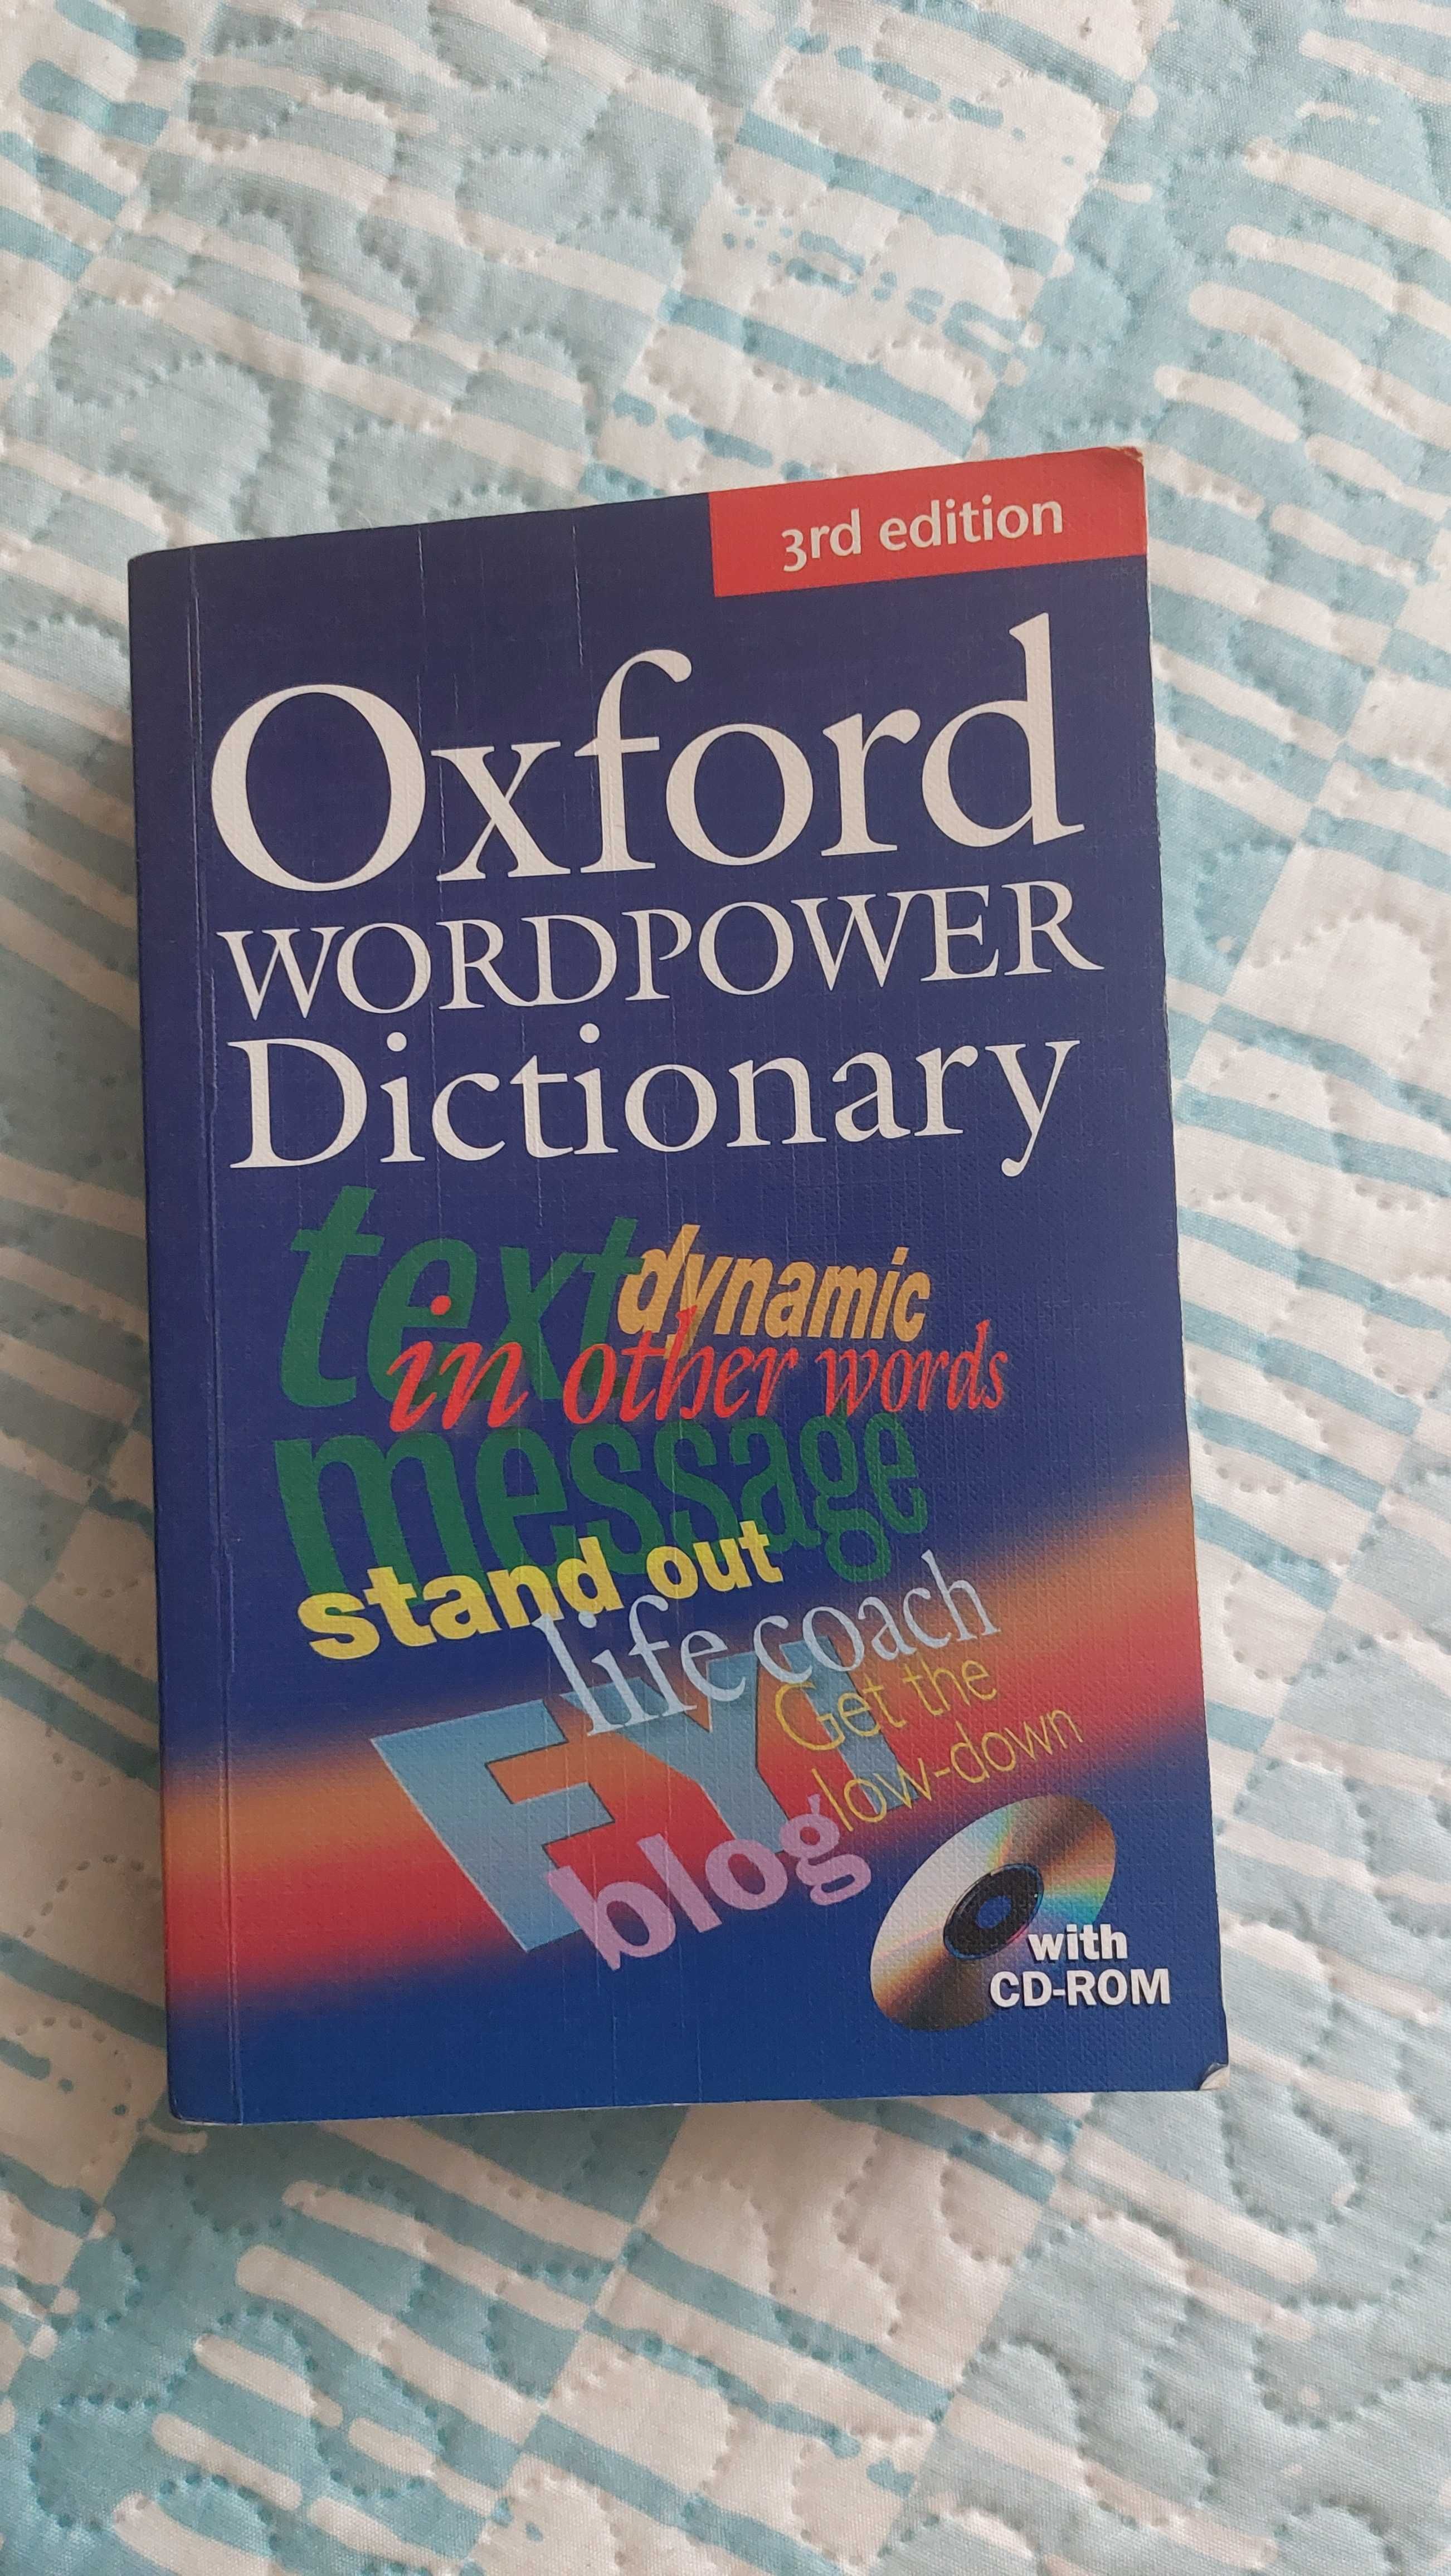 3rd edition
Oxford
WORDPOWER
Dictionary
text
dynamic
in other words
message
stand out
life coach
FYI
Get the
low-down
blog
with
CD-ROM